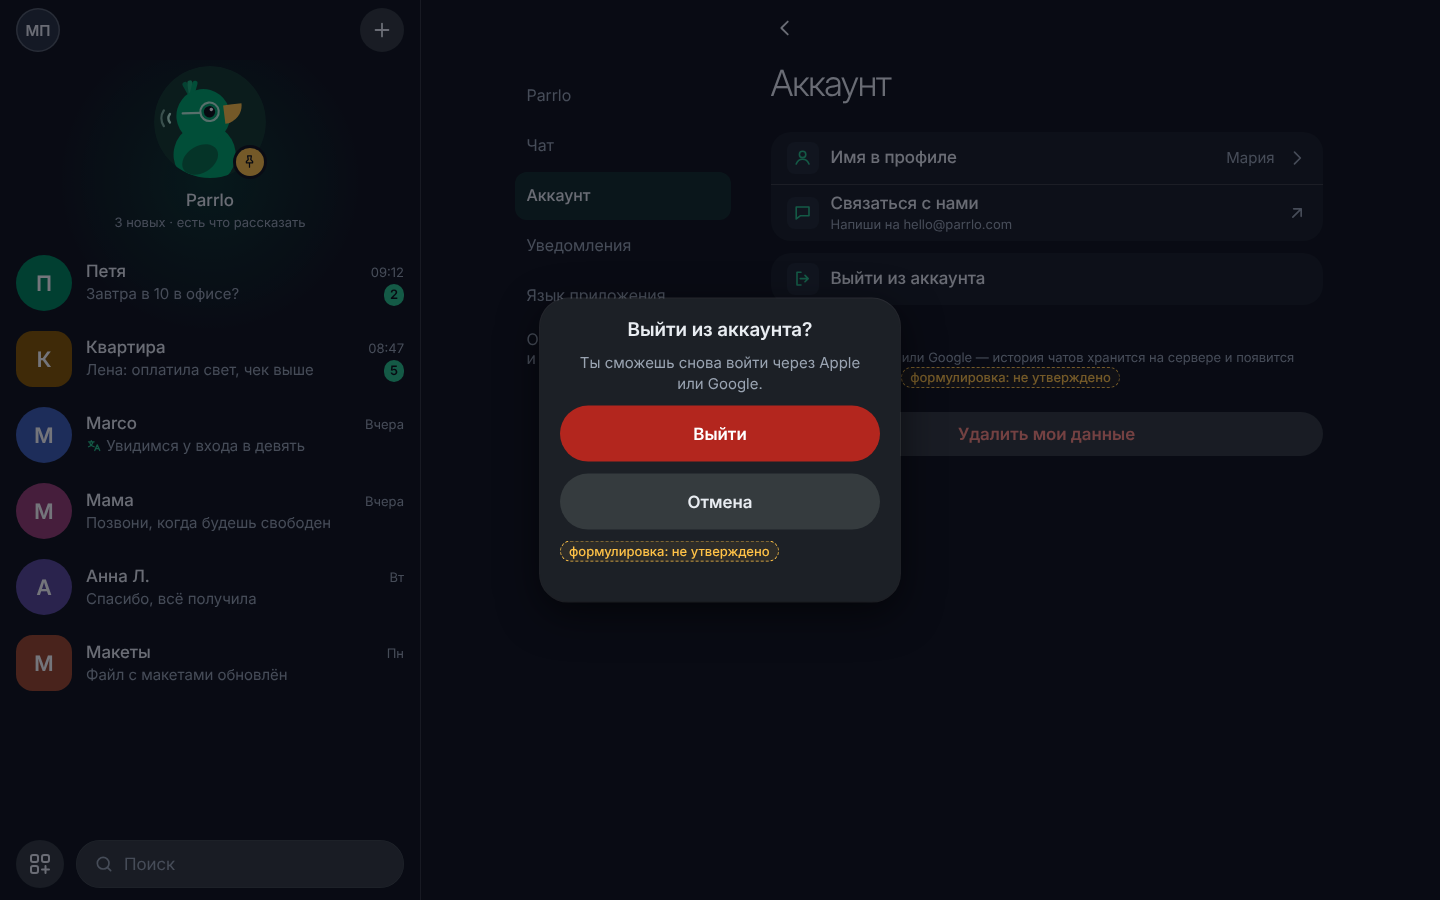 МП
Parrlo
3 новых · есть что рассказать
П
Петя
09:12
Завтра в 10 в офисе?
2
К
Квартира
08:47
Лена: оплатила свет, чек выше
5
M
Marco
Вчера
Увидимся у входа в девять
М
Мама
Вчера
Позвони, когда будешь свободен
А
Анна Л.
Вт
Спасибо, всё получила
М
Макеты
Пн
Файл с макетами обновлён
Поиск
Parrlo
Чат
Аккаунт
Уведомления
Язык приложения
Аккаунт
Имя в профиле
Мария
Связаться с нами
Напиши на hello@parrlo.com
Выйти из аккаунта
или Google — история чатов хранится на сервере и появится
формулировка: не утверждено
Удалить мои данные
Выйти из аккаунта?
Ты сможешь снова войти через Apple
или Google.
Выйти
Отмена
формулировка: не утверждено